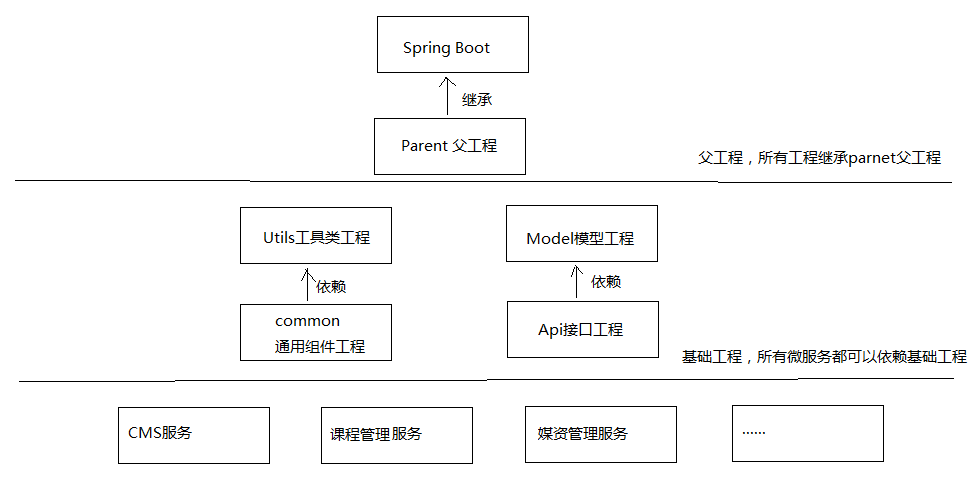 Spring Boot
继承
Parent 父工程
父工程，所有工程继承parnet父工程
Utils工具类工程
Model模型工程
依赖
依赖
common
通用组件工程
Api接口工程
基础工程，所有微服务都可以依赖基础工程
CMS服务
课程管理服务
媒资管理服务
......